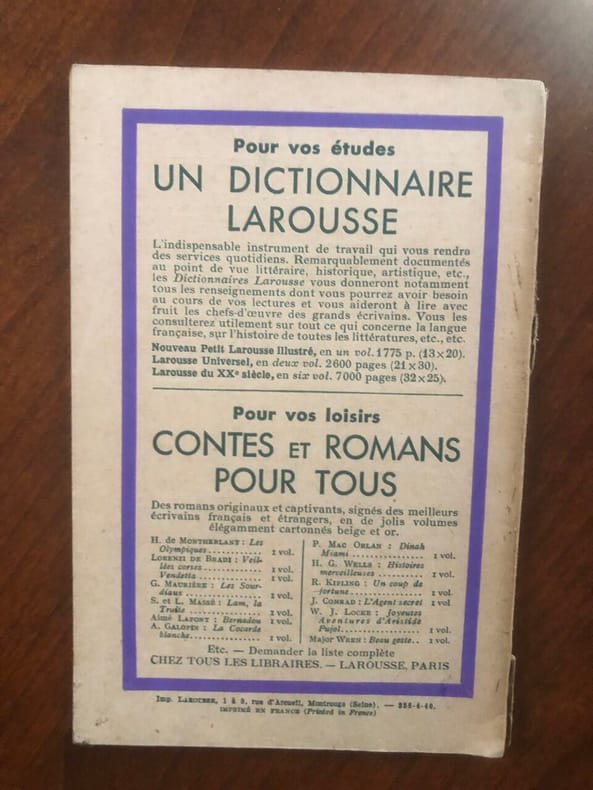 Pour vos études
UN DICTIONNAIRE
LAROUSSE
L'indispensable instrument de travail qui vous rendra
des services quotidiens. Remarquablement documentés
au point de vue littéraire, historique, artistique, etc.,
les Dictionnaires Larousse vous donneront notamment
tous les renseignements dont vous pourrez avoir besoin
au cours de vos lectures et vous aideront à lire avec
fruit les chefs-d'œuvre des grands écrivains. Vous les
consulterez utilement sur tout ce qui concerne la langue
française, sur l'histoire de toutes les littératures, etc., etc.
Nouveau Petit Larousse illustré, en un vol. 1775 p. (13×20).
Larousse Universel, en deux vol. 2600 pages (21×30).
Larousse du XXe siècle, en six vol. 7000 pages (32×25).
Pour vos loisirs
CONTES ET ROMANS
POUR TOUS
Des romans originaux et captivants, signés des meilleurs
écrivains français et étrangers, en de jolis volumes
élégamment cartonnés beige et or.
H. de MONTHERLANT : Les
Olympiques............ 1 vol.
LORENZI DE BRADI : Veil-
lées corses............ 1 vol.
Vendetta ............ 1 vol.
G. MAURIÈRE : Les Sour-
diaux............ 1 vol.
S. et L. MASSÉ : Lam, la
Truite ............ 1 vol.
Aimé LAFONT : Bernadou 1 vol.
A. GALOPIN : La Cocarde
blanche............ 1 vol.
P. MAC ORLAN : Dinah
Miami ............ 1 vol.
H. G. WELLS : Histoires
merveilleuses ........ 1 vol.
R. KIPLING : Un coup de
fortune............ 1 vol.
J. CONRAD : L'Agent secret 1 vol
W. J. LOCKE : Joyeuses
Aventures d'Aristide
Pujol............ 1 vol.
Major WREN : Beau geste.. 1 vol.
Etc. — Demander la liste complète
CHEZ TOUS LES LIBRAIRES. — LAROUSSE, PARIS
Imp. LAROUSSE, 1 à 9, rue d'Arcueil, Montrouge (Seine). — 358-4-40.
IMPRIMÉ EN FRANCE (Printed in France)